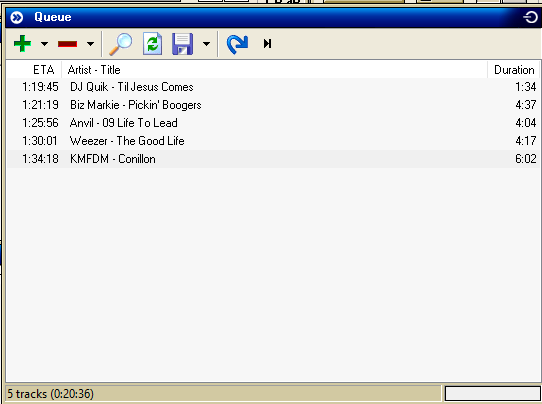 Queue
ETA Artist - Title Duration
1:19:45 DJ Quik - Til Jesus Comes 1:34
1:21:19 Biz Markie - Pickin' Boogers 4:37
1:25:56 Anvil - 09 Life To Lead 4:04
1:30:01 Weezer - The Good Life 4:17
1:34:18 KMFDM - Conillon 6:02
5 tracks (0:20:36)